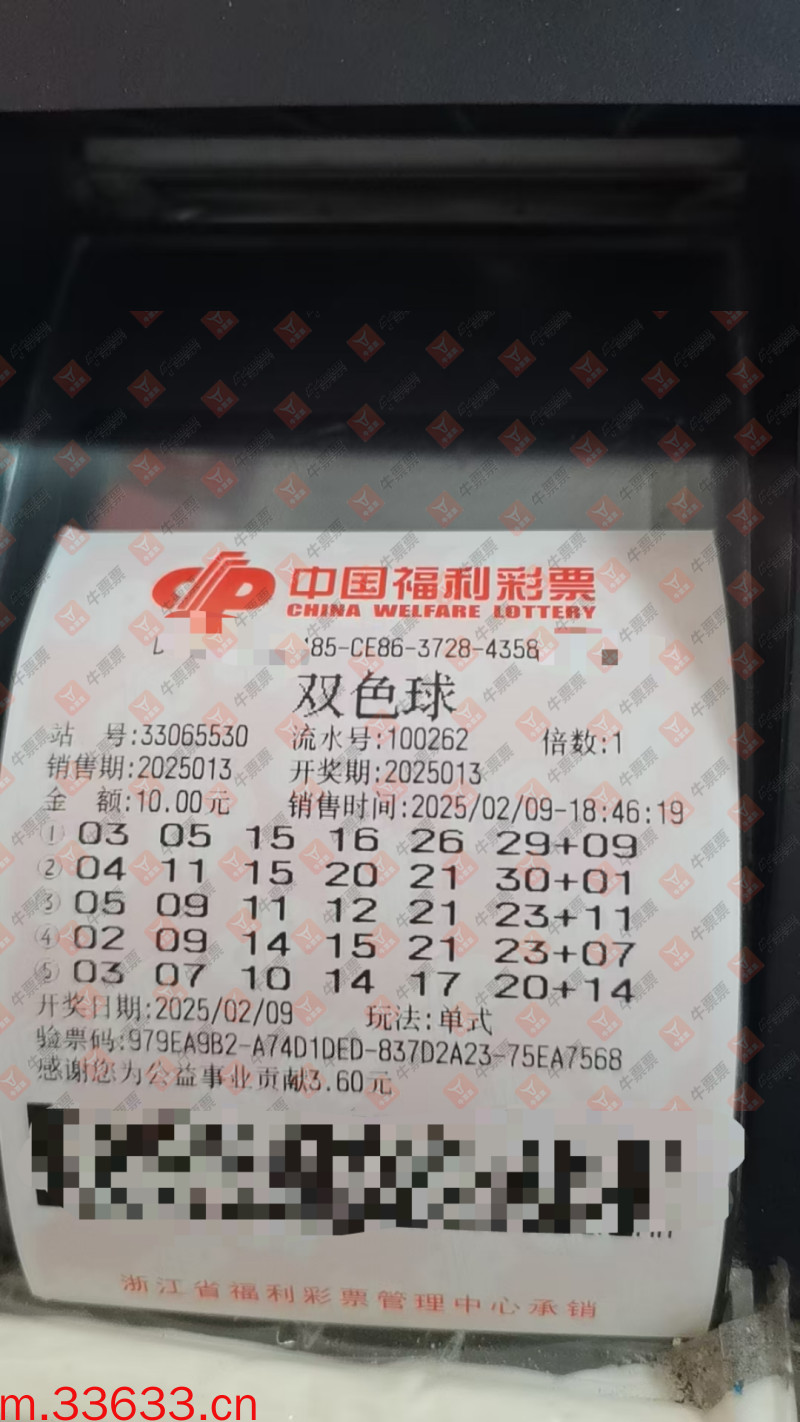 中国福利彩票
CHINA WELFARE LOTTERY
85-CE86-3728-4358
双色球
站 号:33065530 流水号:100262 倍数:1
销售期:2025013 开奖期:2025013
金 额:10.00元 销售时间:2025/02/09-18:46:19
① 03 05 15 16 26 29+09
② 04 11 15 20 21 30+01
③ 05 09 11 12 21 23+11
④ 02 09 14 15 21 23+07
⑤ 03 07 10 14 17 20+14
开奖日期:2025/02/09 玩法:单式
验票码:979EA9B2-A74D1DED-837D2A23-75EA7568
感谢您为公益事业贡献3.60元
浙江省福利彩票管理中心承销
m.33633.cn
牛票票